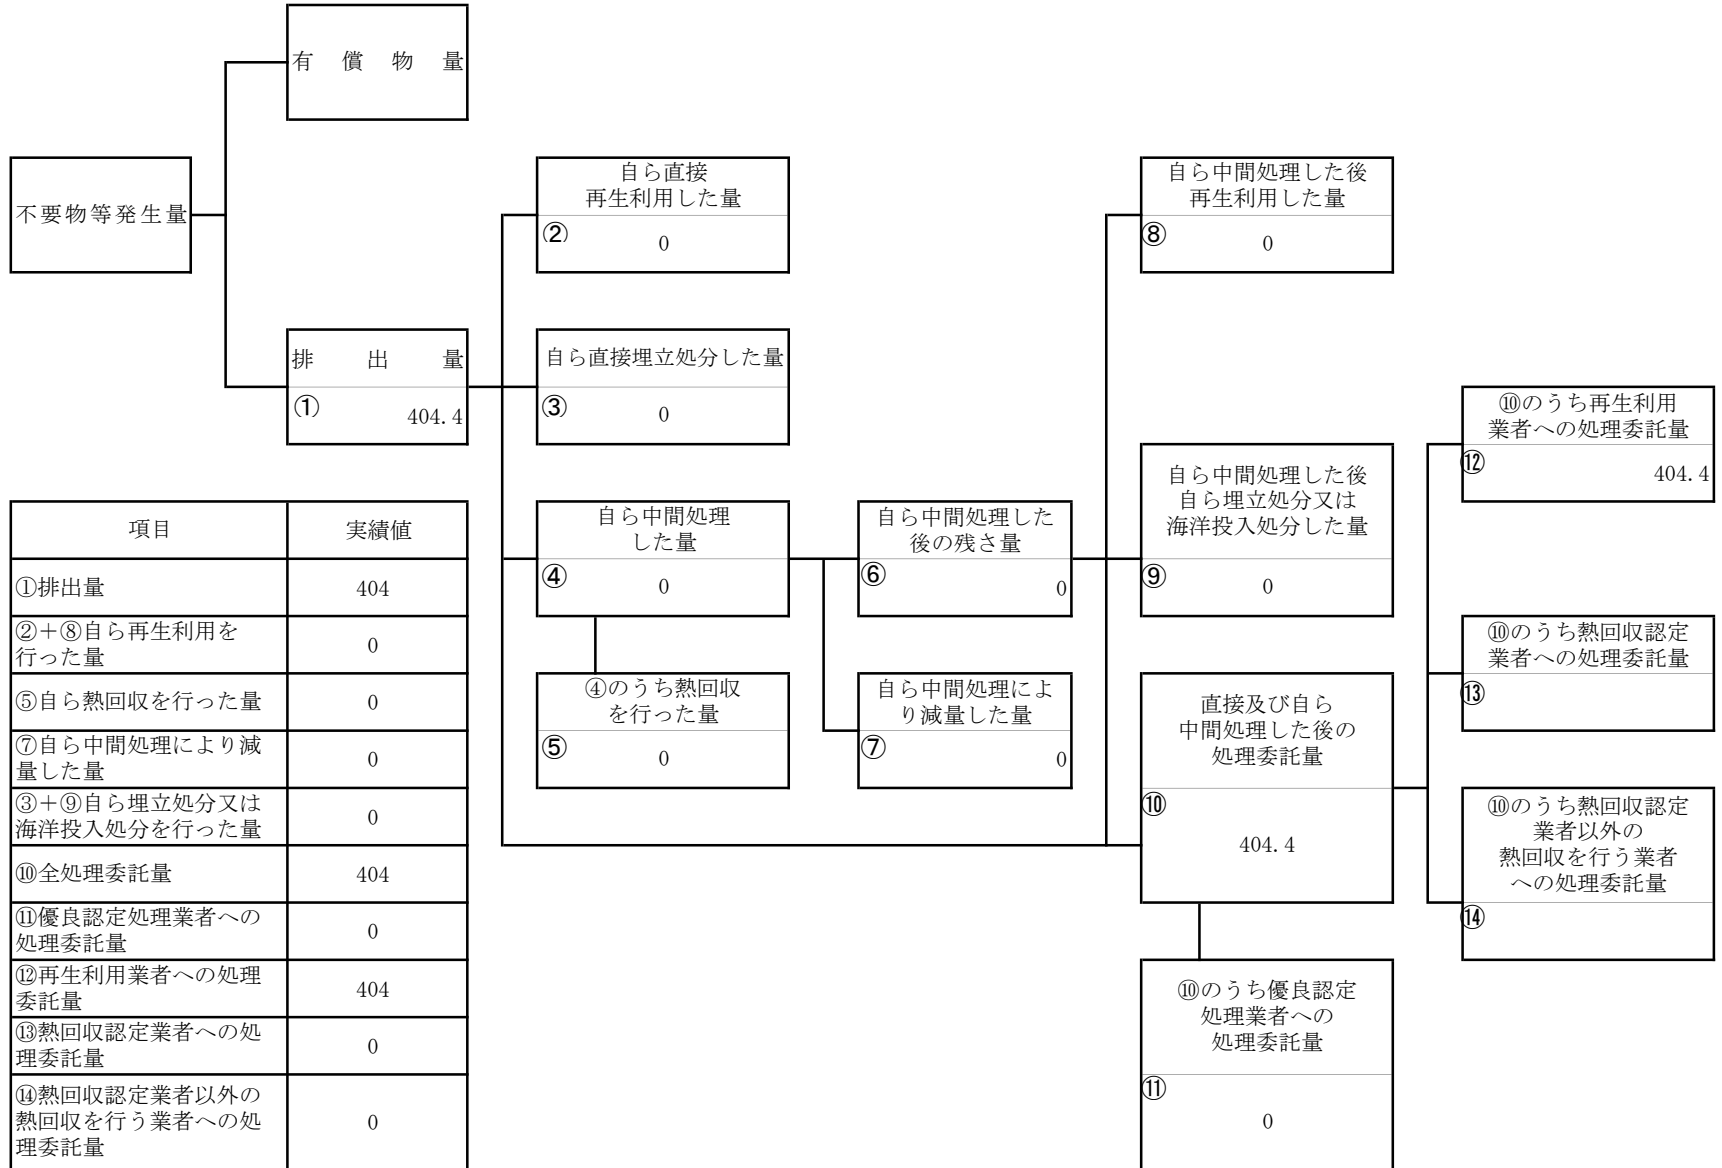 有償物量
不要物等発生量
排出量
①
404.4
自ら直接
再生利用した量
②
0
自ら直接埋立処分した量
③
0
自ら中間処理
した量
④
0
④のうち熱回収
を行った量
⑤
0
自ら中間処理した
後の残さ量
⑥
0
自ら中間処理によ
り減量した量
⑦
0
自ら中間処理した後
再生利用した量
⑧
0
自ら中間処理した後
自ら埋立処分又は
海洋投入処分した量
⑨
0
直接及び自ら
中間処理した後の
処理委託量
⑩
404.4
⑩のうち優良認定
処理業者への
処理委託量
⑪
0
⑩のうち再生利用
業者への処理委託量
⑫
404.4
⑩のうち熱回収認定
業者への処理委託量
⑬
⑩のうち熱回収認定
業者以外の
熱回収を行う業者
への処理委託量
⑭
項目 実績値
①排出量 404
②＋⑧自ら再生利用を
行った量 0
⑤自ら熱回収を行った量 0
⑦自ら中間処理により減
量した量 0
③＋⑨自ら埋立処分又は
海洋投入処分を行った量 0
⑩全処理委託量 404
⑪優良認定処理業者への
処理委託量 0
⑫再生利用業者への処理
委託量 404
⑬熱回収認定業者への処
理委託量 0
⑭熱回収認定業者以外の
熱回収を行う業者への処
理委託量 0